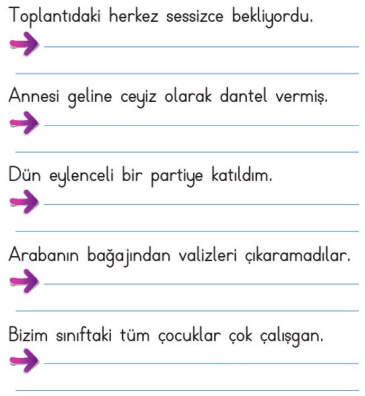 Toplantıdaki herkez sessizce bekliyordu.
Annesi geline ceyiz olarak dantel vermiş.
Dün eylenceli bir partiye katıldım.
Arabanın bağajından valizleri çıkaramadılar.
Bizim sınıftaki tüm çocuklar çok çalışgan.